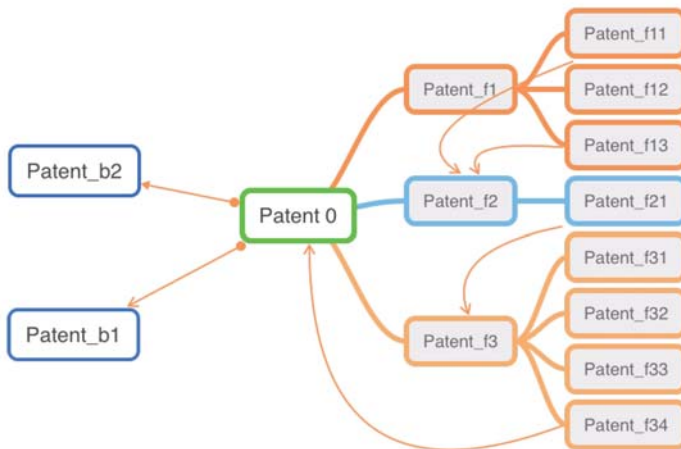 Patent_f11
Patent_f1
Patent_f12
Patent_f13
Patent_b2
Patent 0
Patent_f2
Patent_f21
Patent_f31
Patent_b1
Patent_f3
Patent_f32
Patent_f33
Patent_f34